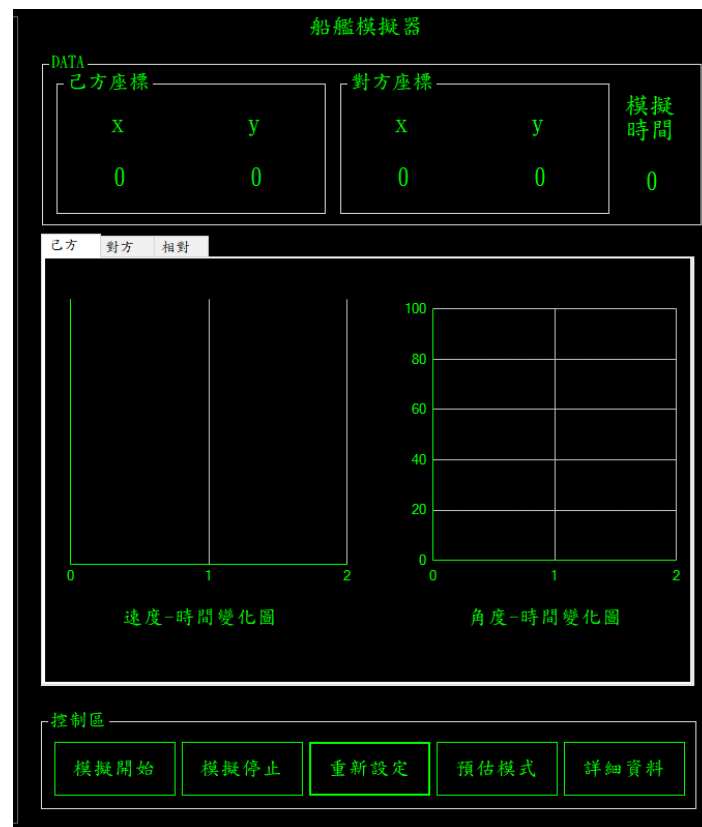 船艦模擬器
DATA
己方座標
對方座標
x y
x y
模擬
時間
0 0
0 0
0
己方 對方 相對
100
80
60
40
20
0
0 1 2
0 1 2
速度-時間變化圖
角度-時間變化圖
控制區
模擬開始 模擬停止 重新設定 預估模式 詳細資料